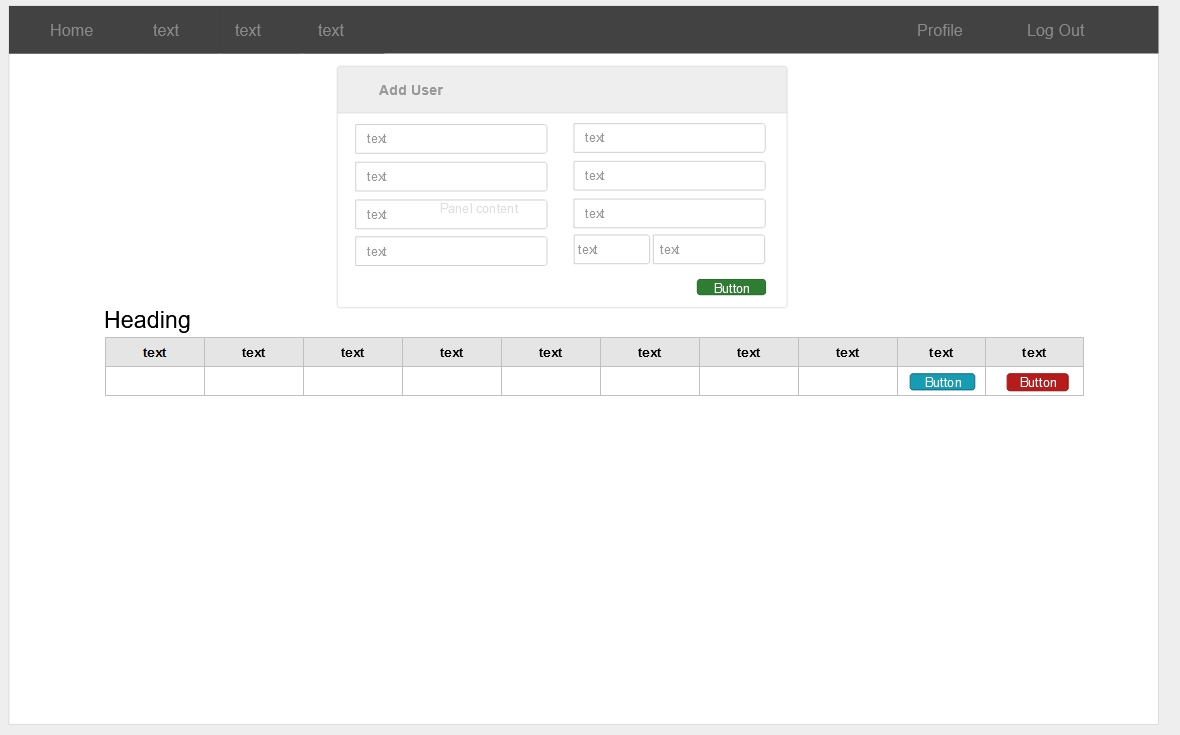 Home text text text Profile Log Out
Add User
text text
text text
text Panel content text
text text text
Button
Heading
text text text text text text text text text text
Button Button